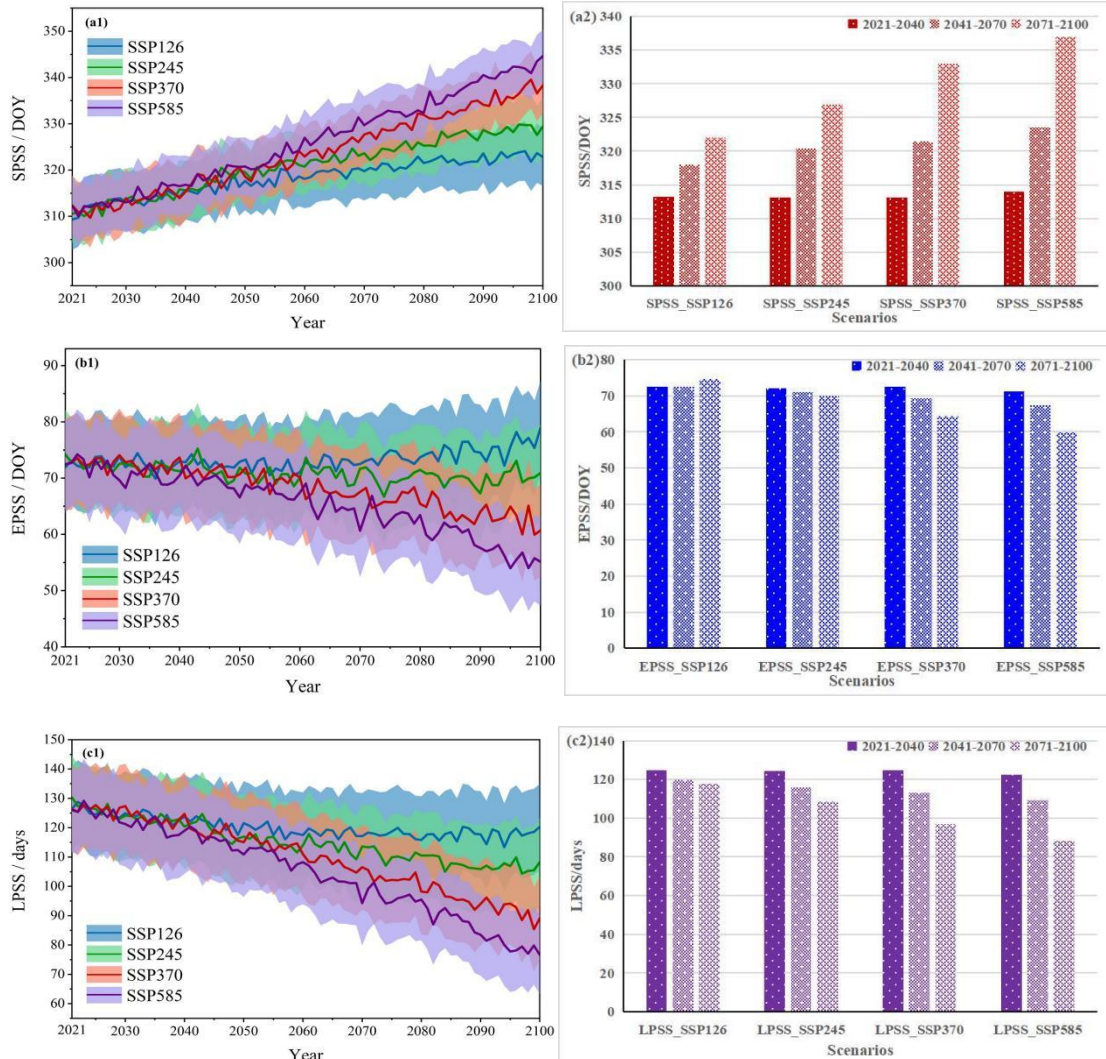 (a1)
SSP126
SSP245
SSP370
SSP585
SPSS / DOY
350
340
330
320
310
300
2021 2030 2040 2050 2060 2070 2080 2090 2100
Year
(a2)
340
2021-2040 2041-2070 2071-2100
335
330
325
320
315
310
305
300
SPSS/DOY
SPSS_SSP126 SPSS_SSP245 SPSS_SSP370 SPSS_SSP585
Scenarios
(b1)
90
80
70
60
50
40
EPSS / DOY
SSP126
SSP245
SSP370
SSP585
2021 2030 2040 2050 2060 2070 2080 2090 2100
Year
(b2)
80
2021-2040 2041-2070 2071-2100
70
60
50
40
30
20
10
0
EPSS/DOY
EPSS_SSP126 EPSS_SSP245 EPSS_SSP370 EPSS_SSP585
Scenarios
(c1)
150
140
130
120
110
100
90
80
70
60
LPSS / days
SSP126
SSP245
SSP370
SSP585
2021 2030 2040 2050 2060 2070 2080 2090 2100
Year
(c2)
140
2021-2040 2041-2070 2071-2100
120
100
80
60
40
20
0
LPSS/days
LPSS_SSP126 LPSS_SSP245 LPSS_SSP370 LPSS_SSP585
Scenarios